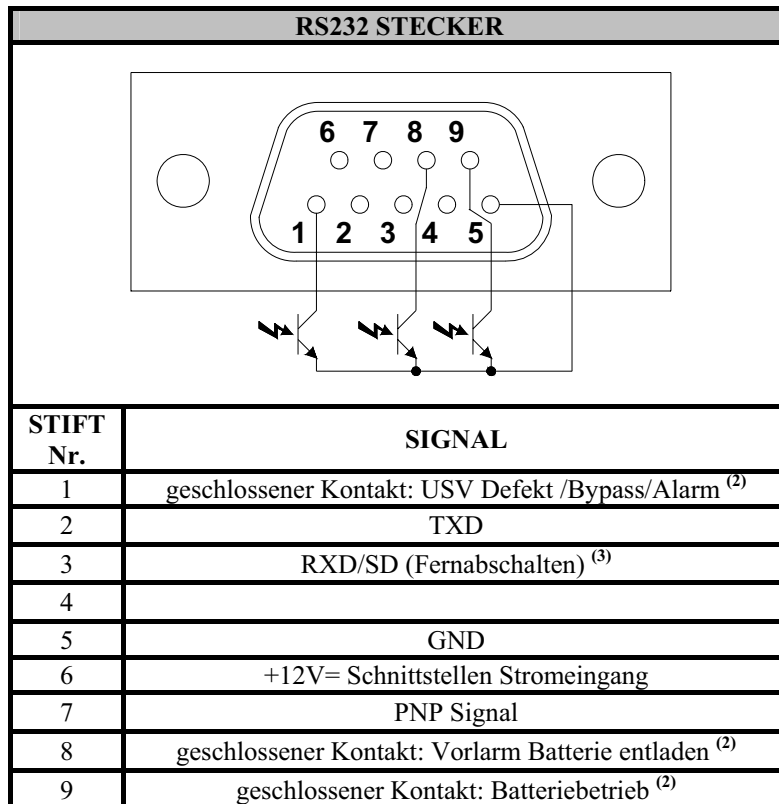 RS232 STECKER
6 7 8 9
1 2 3 4 5
STIFT Nr. SIGNAL
1 geschlossener Kontakt: USV Defekt /Bypass/Alarm (2)
2 TXD
3 RXD/SD (Fernabschalten) (3)
4
5 GND
6 +12V= Schnittstellen Stromeingang
7 PNP Signal
8 geschlossener Kontakt: Vorlarm Batterie entladen (2)
9 geschlossener Kontakt: Batteriebetrieb (2)